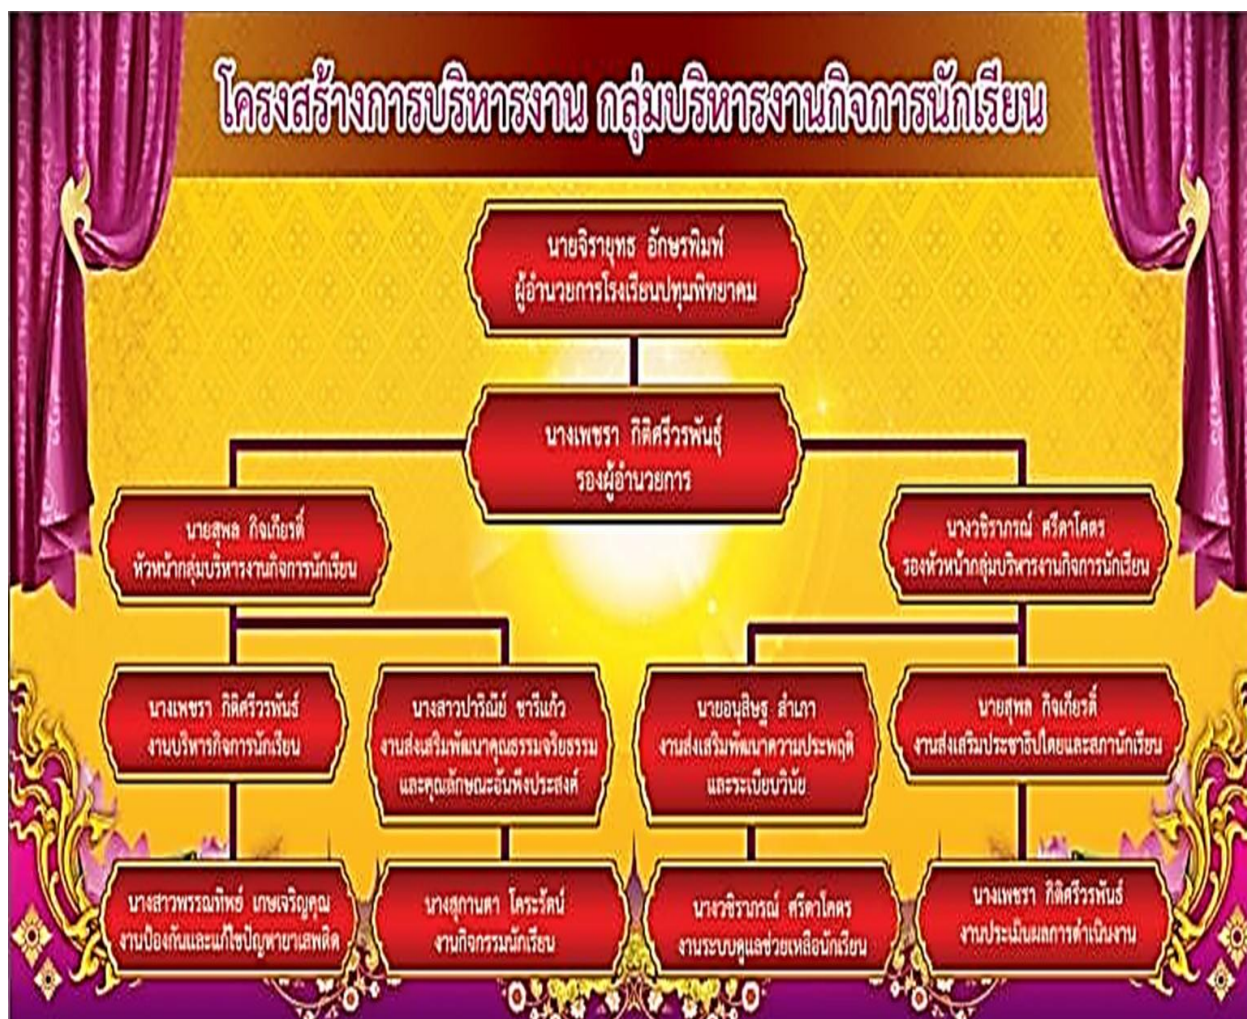 โครงสร้างการบริหารงาน กลุ่มบริหารงานกิจการนักเรียน
นายจิรายุทธ อักษรพิมพ์
ผู้อำนวยการโรงเรียนปทุมพิทยาคม
นางเพชรา กิติศรีวรพันธุ์
รองผู้อำนวยการ
นายสุพล กิจเกียรติ์
หัวหน้ากลุ่มบริหารงานกิจการนักเรียน
นางวชิราภรณ์ ศรีดาโคตร
รองหัวหน้ากลุ่มบริหารงานกิจการนักเรียน
นางเพชรา กิติศรีวรพันธ์
งานบริหารกิจการนักเรียน
นางสาวปาริณีย์ ชารีแก้ว
งานส่งเสริมพัฒนาคุณธรรมจริยธรรม
และคุณลักษณะอันพึงประสงค์
นายอนุสิษฐ สำเภา
งานส่งเสริมพัฒนาความประพฤติ
และระเบียบวินัย
นายสุพล กิจเกียรติ์
งานส่งเสริมประชาธิปไตยและสภานักเรียน
นางสาวพรรณทิพย์ เกษเจริญคุณ
งานป้องกันและแก้ไขปัญหายาเสพติด
นางสุกานดา โคระรัตน์
งานกิจกรรมนักเรียน
นางวชิราภรณ์ ศรีดาโคตร
งานระบบดูแลช่วยเหลือนักเรียน
นางเพชรา กิติศรีวรพันธ์
งานประเมินผลการดำเนินงาน